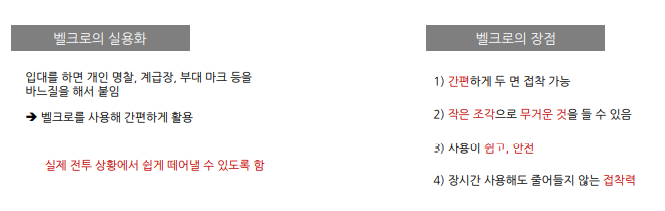 벨크로의 실용화
입대를 하면 개인 명찰, 계급장, 부대 마크 등을
바느질을 해서 붙임
➔ 벨크로를 사용해 간편하게 활용
실제 전투 상황에서 쉽게 떼어낼 수 있도록 함
벨크로의 장점
1) 간편하게 두 면 접착 가능
2) 작은 조각으로 무거운 것을 들 수 있음
3) 사용이 쉽고, 안전
4) 장시간 사용해도 줄어들지 않는 접착력